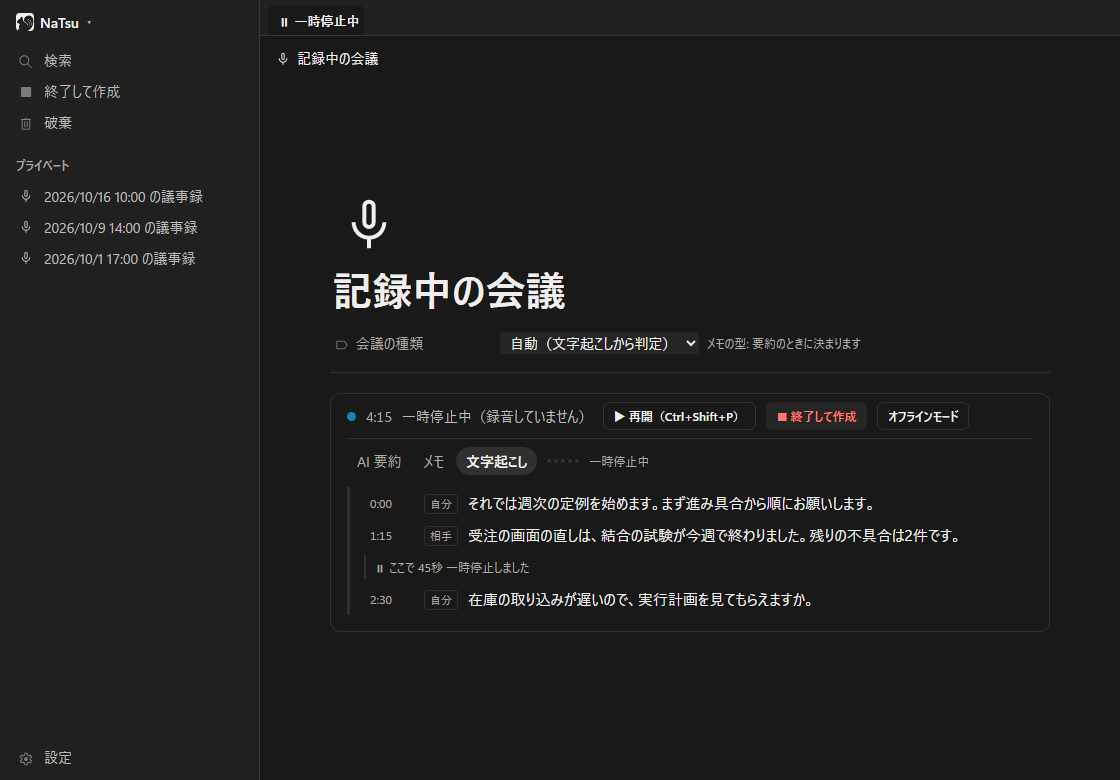 NaTsu
検索
終了して作成
破棄
プライベート
2026/10/16 10:00 の議事録
2026/10/9 14:00 の議事録
2026/10/1 17:00 の議事録
設定
一時停止中
記録中の会議
記録中の会議
会議の種類 自動（文字起こしから判定） メモの型: 要約のときに決まります
4:15 一時停止中（録音していません） ▶ 再開（Ctrl+Shift+P） ■ 終了して作成 オフラインモード
AI 要約 メモ 文字起こし 一時停止中
0:00 自分 それでは週次の定例を始めます。まず進み具合から順にお願いします。
1:15 相手 受注の画面の直しは、結合の試験が今週で終わりました。残りの不具合は2件です。
⏸ ここで 45秒 一時停止しました
2:30 自分 在庫の取り込みが遅いので、実行計画を見てもらえますか。